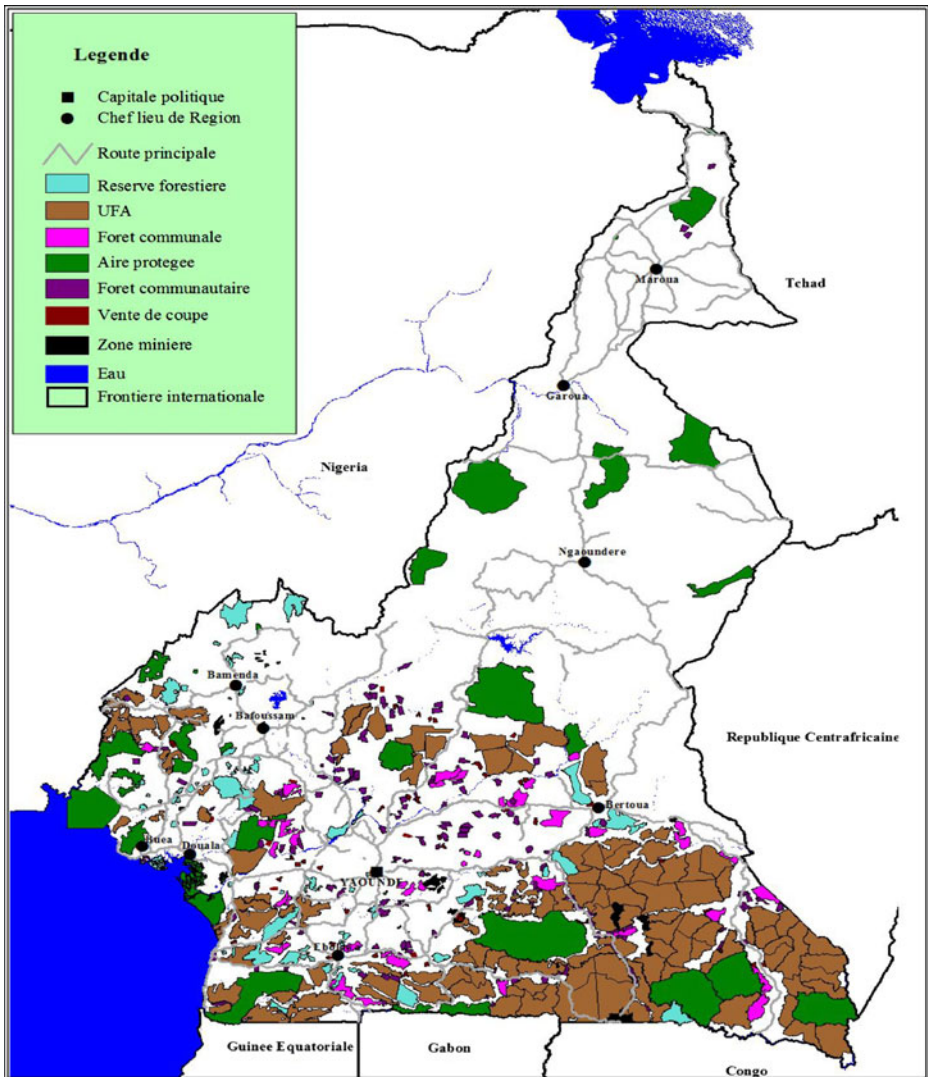 Legende
Capitale politique
Chef lieu de Region
Route principale
Reserve forestiere
UFA
Foret communale
Aire protegee
Foret communautaire
Vente de coupe
Zone miniere
Eau
Frontiere internationale
Maroua
Tchad
Garoua
Nigeria
Ngaoundere
Bamenda
Bafoussam
Republique Centrafricaine
Bertoua
Buea
Douala
YAOUNDE
Ebolowa
Guinee Equatoriale
Gabon
Congo